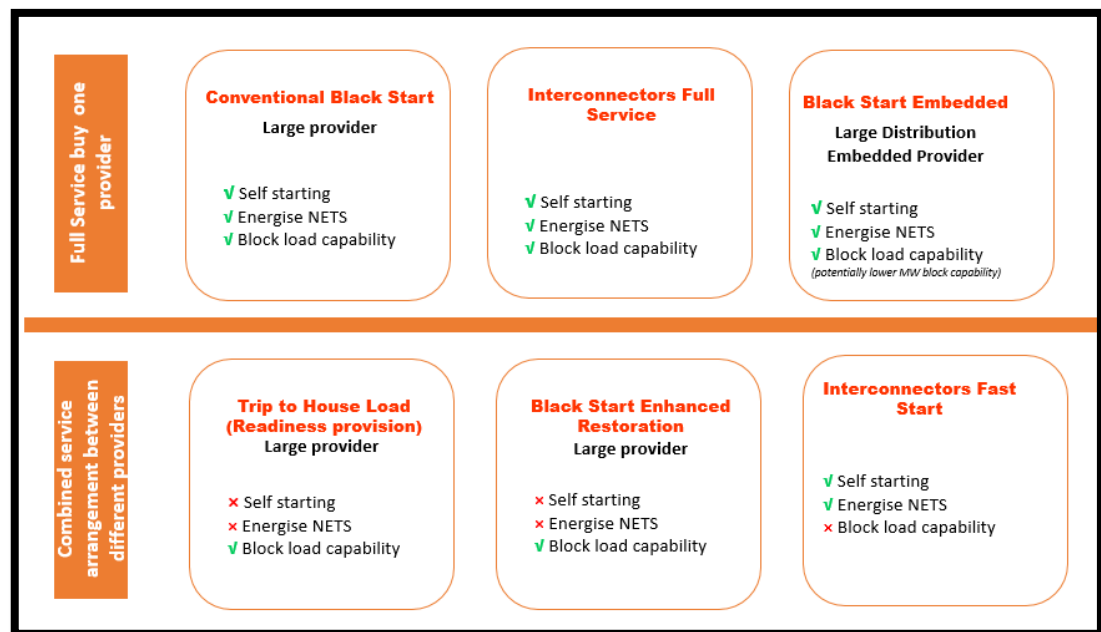 Full Service buy one
provider
Conventional Black Start
Large provider
√ Self starting
√ Energise NETS
√ Block load capability
Interconnectors Full
Service
√ Self starting
√ Energise NETS
√ Block load capability
Black Start Embedded
Large Distribution
Embedded Provider
√ Self starting
√ Energise NETS
√ Block load capability
(potentially lower MW block capability)
Combined service
arrangement between
different providers
Trip to House Load
(Readiness provision)
Large provider
× Self starting
× Energise NETS
√ Block load capability
Black Start Enhanced
Restoration
Large provider
× Self starting
× Energise NETS
√ Block load capability
Interconnectors Fast
Start
√ Self starting
√ Energise NETS
× Block load capability